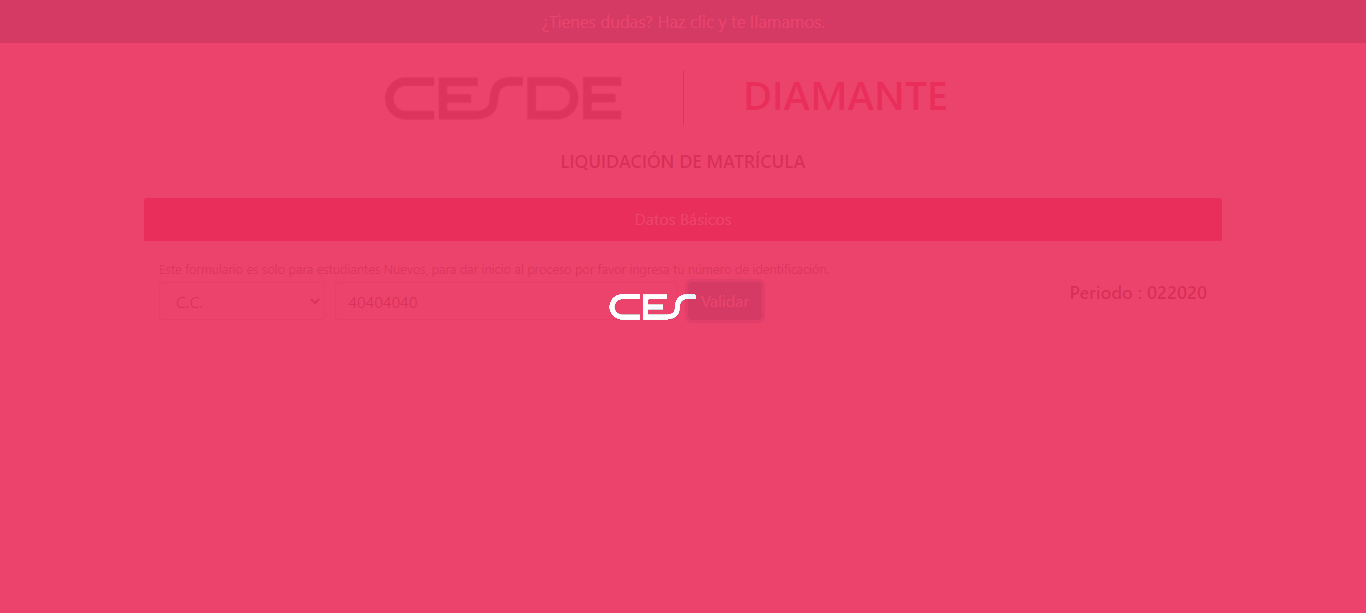 ¿Tienes dudas? Haz clic y te llamamos.
CESDE
DIAMANTE
LIQUIDACIÓN DE MATRÍCULA
Datos Básicos
Este formulario es solo para estudiantes Nuevos, para dar inicio al proceso por favor ingresa tu número de identificación.
C.C. 40404040 CES Validar
Periodo : 022020